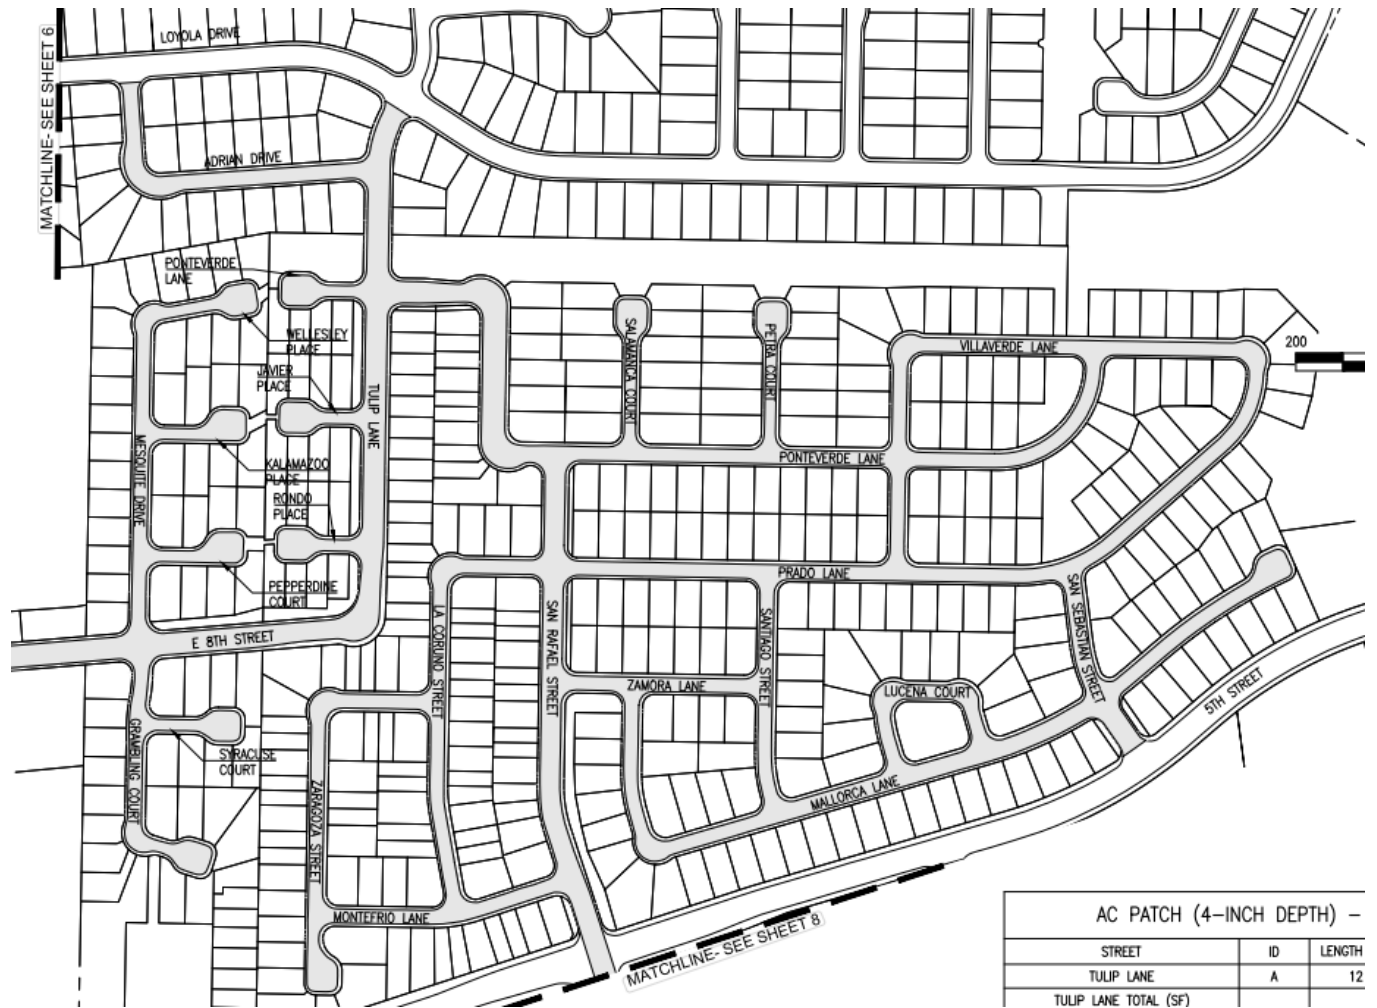 LOYOLA DRIVE
MATCHLINE- SEE SHEET 6
ADRIAN DRIVE
PONTEVERDE
LANE
WELLESLEY
PLACE
JAVIER
PLACE
TULIP LANE
SALAMACA COURT
PETRA COURT
VILLAVERDE LANE
200
MESQUITE DRIVE
KALAMAZOO
PLACE
RONDO
PLACE
PONTEVERDE LANE
PEPPERDINE
COURT
PRADO LANE
E 8TH STREET
LA CORUNO STREET
SAN RAFAEL STREET
SANTIAGO STREET
SAN SEBASTIAN STREET
ZAMORA LANE
LUCENA COURT
5TH STREET
GRAMBLING COURT
SYRACUSE
COURT
ZARAGOZA STREET
MALLORCA LANE
MONTEFRIO LANE
MATCHLINE- SEE SHEET 8
AC PATCH (4-INCH DEPTH) -
STREET ID LENGTH
TULIP LANE A 12
TULIP LANE TOTAL (SF)